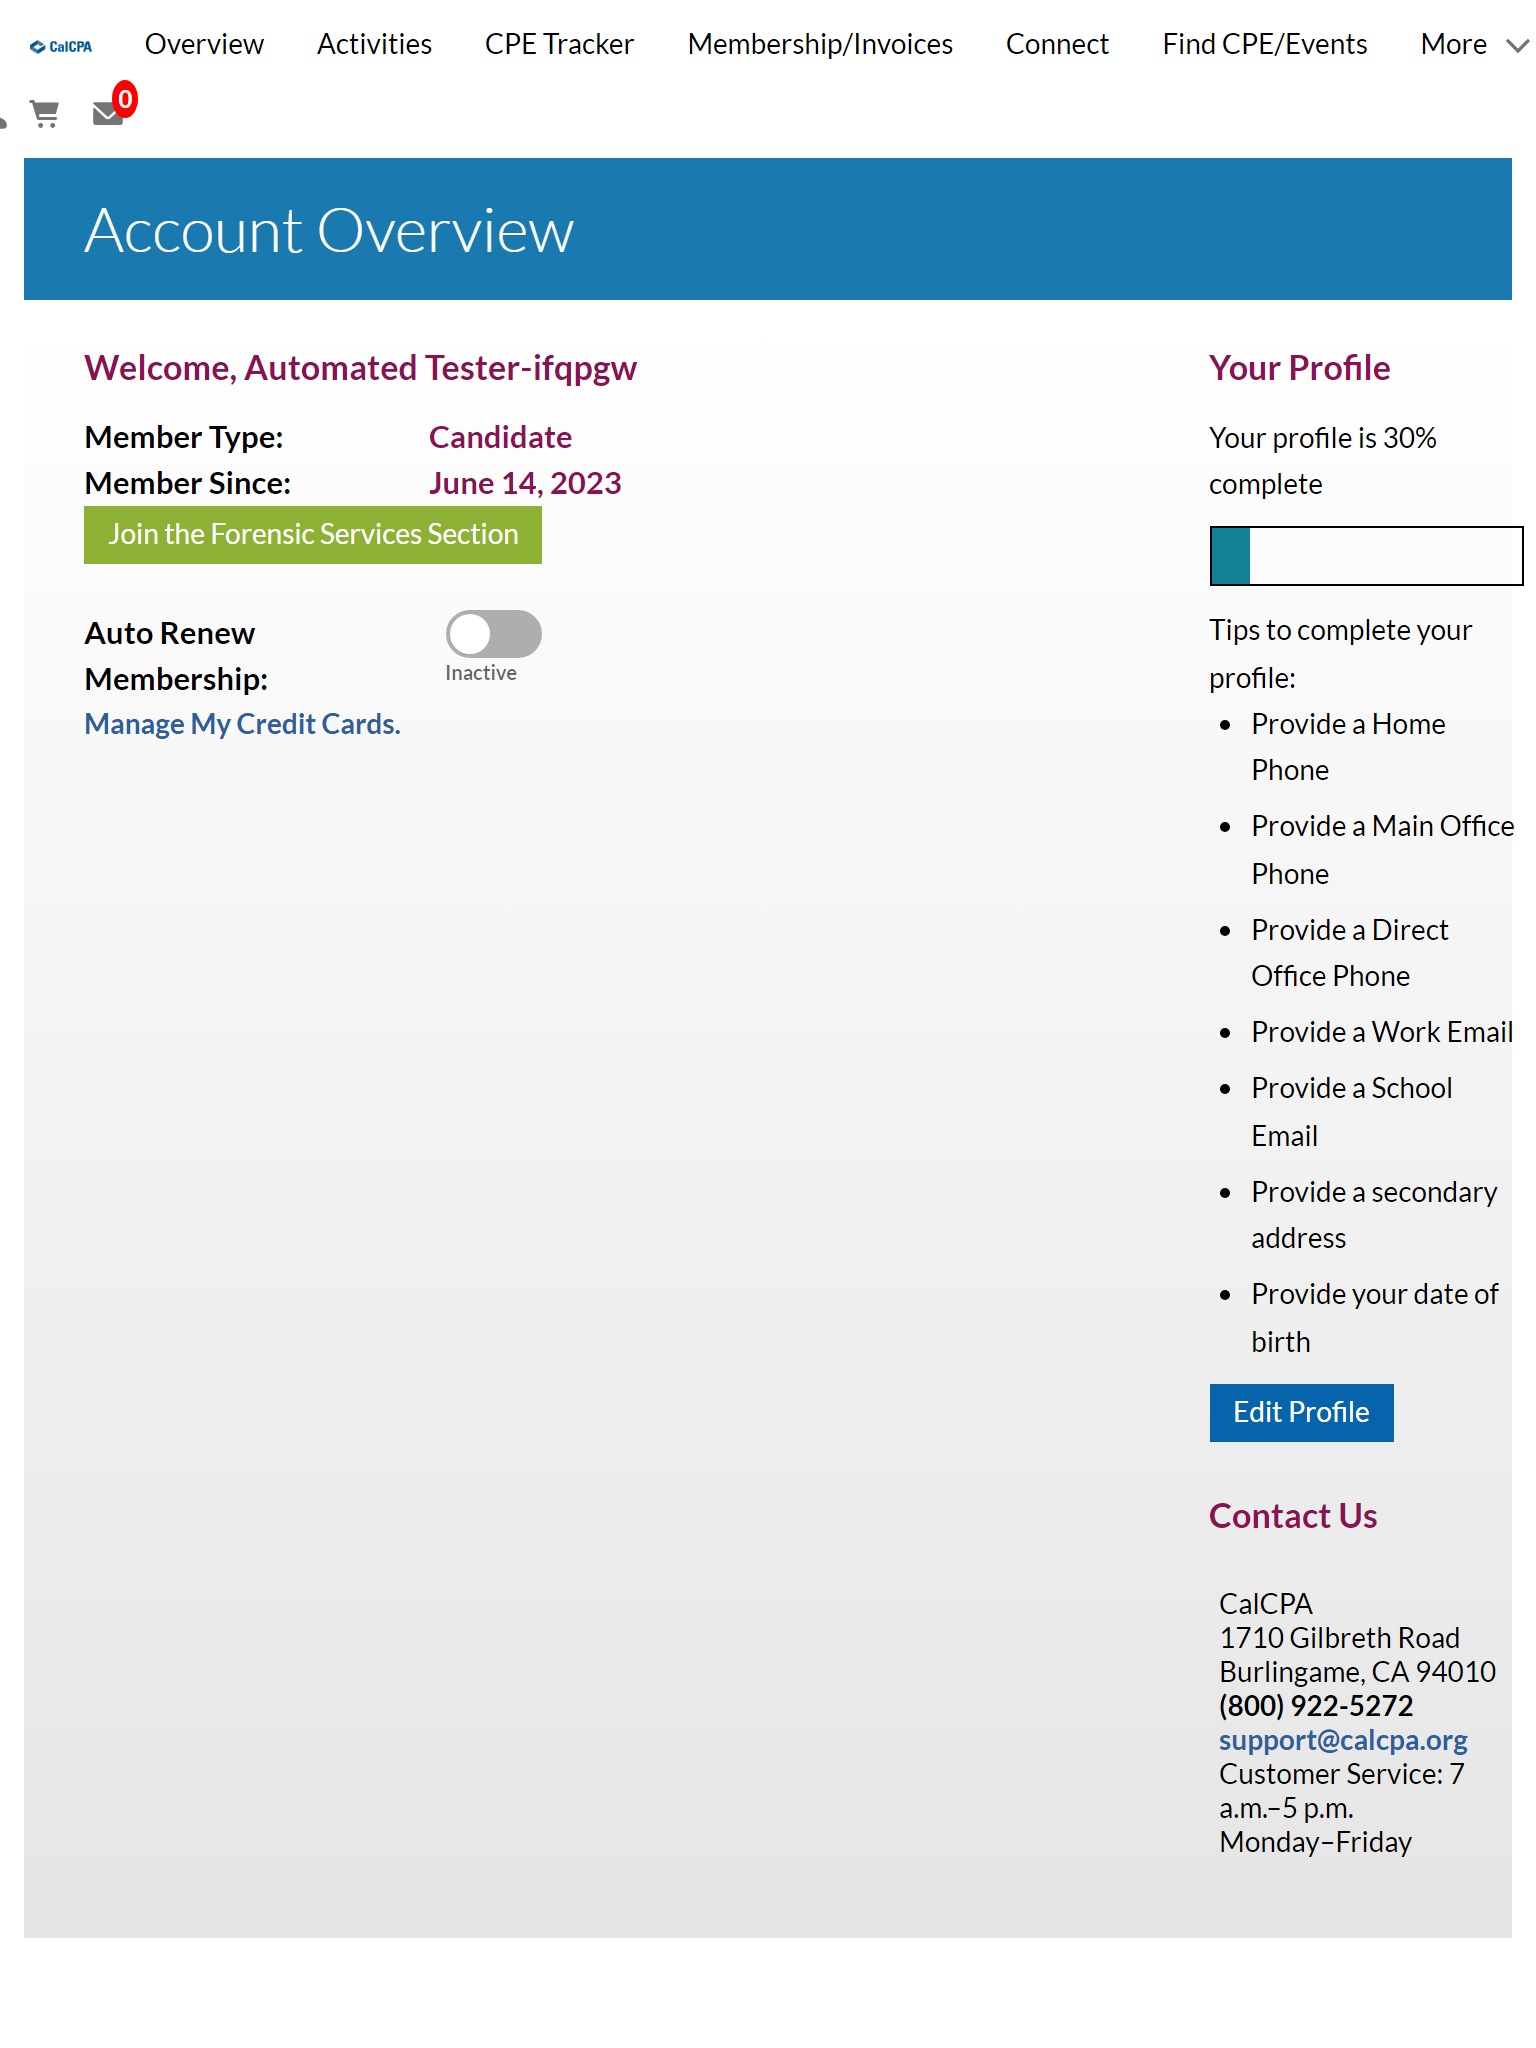 CalCPA Overview Activities CPE Tracker Membership/Invoices Connect Find CPE/Events More
0
Account Overview
Welcome, Automated Tester-ifqpgw
Member Type: Candidate
Member Since: June 14, 2023
Join the Forensic Services Section
Auto Renew
Membership:
Inactive
Manage My Credit Cards.
Your Profile
Your profile is 30%
complete
Tips to complete your
profile:
• Provide a Home
Phone
• Provide a Main Office
Phone
• Provide a Direct
Office Phone
• Provide a Work Email
• Provide a School
Email
• Provide a secondary
address
• Provide your date of
birth
Edit Profile
Contact Us
CalCPA
1710 Gilbreth Road
Burlingame, CA 94010
(800) 922-5272
support@calcpa.org
Customer Service: 7
a.m.–5 p.m.
Monday–Friday